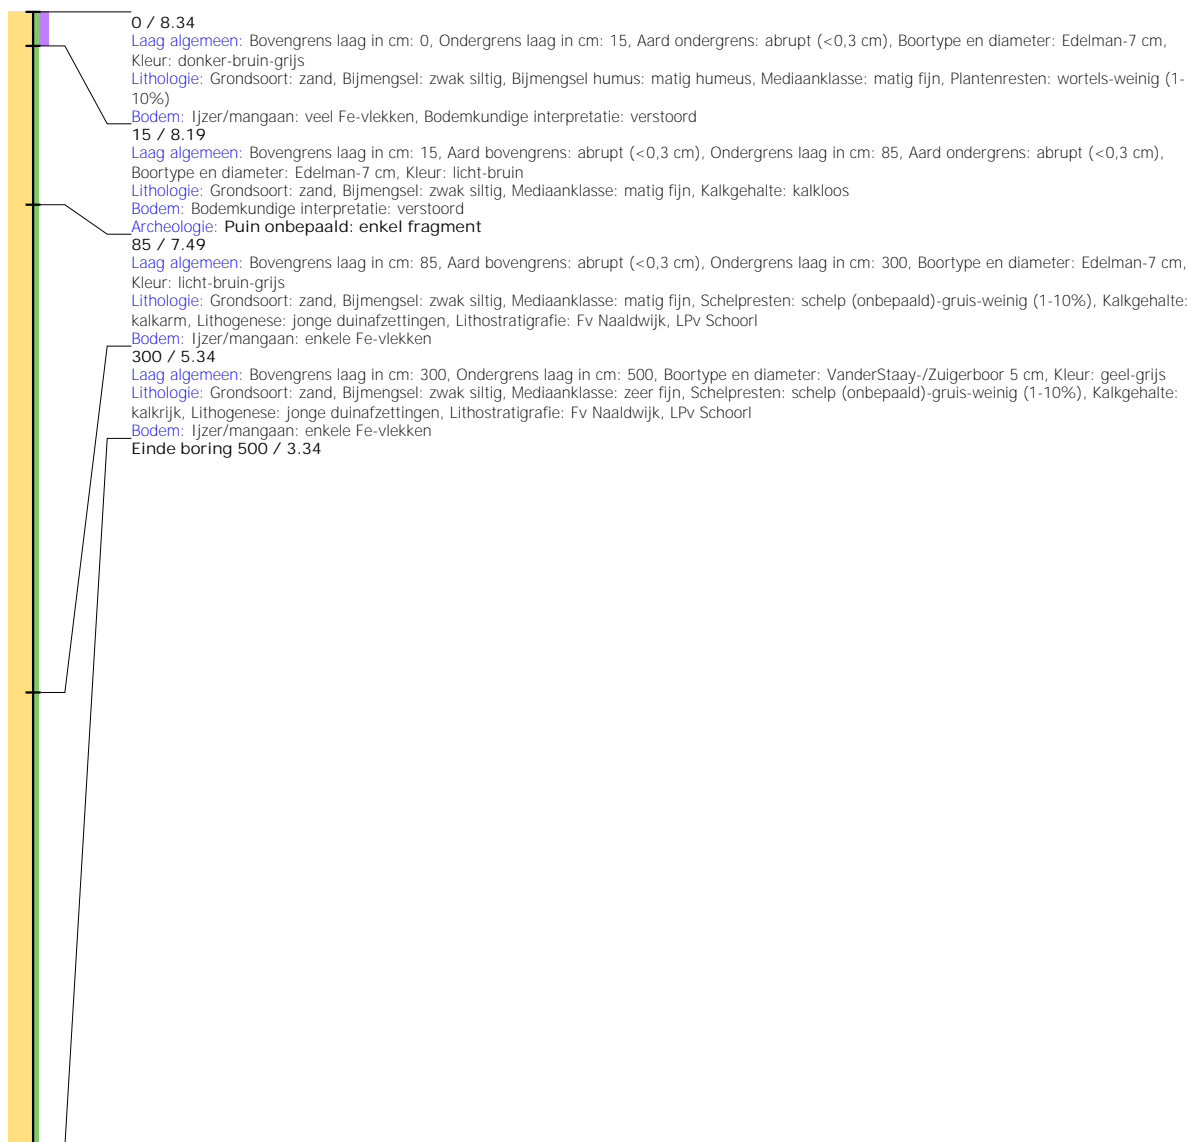 0 / 8.34
Laag algemeen: Bovengrens laag in cm: 0, Ondergrens laag in cm: 15, Aard ondergrens: abrupt (<0,3 cm), Boortype en diameter: Edelman-7 cm,
Kleur: donker-bruin-grijs
Lithologie: Grondsoort: zand, Bijmengsel: zwak siltig, Bijmengsel humus: matig humeus, Mediaanklasse: matig fijn, Plantenresten: wortels-weinig (1-
10%)
Bodem: Ijzer/mangaan: veel Fe-vlekken, Bodemkundige interpretatie: verstoord
15 / 8.19
Laag algemeen: Bovengrens laag in cm: 15, Aard bovengrens: abrupt (<0,3 cm), Ondergrens laag in cm: 85, Aard ondergrens: abrupt (<0,3 cm),
Boortype en diameter: Edelman-7 cm, Kleur: licht-bruin
Lithologie: Grondsoort: zand, Bijmengsel: zwak siltig, Mediaanklasse: matig fijn, Kalkgehalte: kalkloos
Bodem: Bodemkundige interpretatie: verstoord
Archeologie: Puin onbepaald: enkel fragment
85 / 7.49
Laag algemeen: Bovengrens laag in cm: 85, Aard bovengrens: abrupt (<0,3 cm), Ondergrens laag in cm: 300, Boortype en diameter: Edelman-7 cm,
Kleur: licht-bruin-grijs
Lithologie: Grondsoort: zand, Bijmengsel: zwak siltig, Mediaanklasse: matig fijn, Schelpresten: schelp (onbepaald)-gruis-weinig (1-10%), Kalkgehalte:
kalkarm, Lithogenese: jonge duinafzettingen, Lithostratigrafie: Fv Naaldwijk, LPv Schoorl
Bodem: Ijzer/mangaan: enkele Fe-vlekken
300 / 5.34
Laag algemeen: Bovengrens laag in cm: 300, Ondergrens laag in cm: 500, Boortype en diameter: VanderStaay-/Zuigerboor 5 cm, Kleur: geel-grijs
Lithologie: Grondsoort: zand, Bijmengsel: zwak siltig, Mediaanklasse: zeer fijn, Schelpresten: schelp (onbepaald)-gruis-weinig (1-10%), Kalkgehalte:
kalkrijk, Lithogenese: jonge duinafzettingen, Lithostratigrafie: Fv Naaldwijk, LPv Schoorl
Bodem: Ijzer/mangaan: enkele Fe-vlekken
Einde boring 500 / 3.34